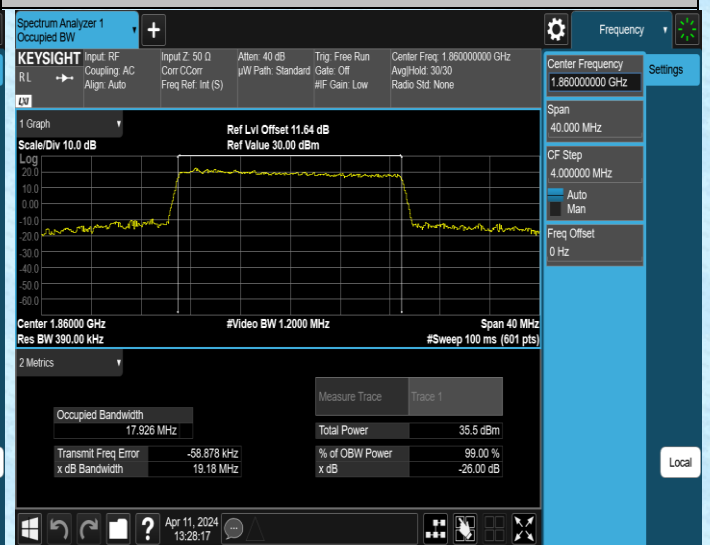 Spectrum Analyzer 1
Occupied BW
Frequency
KEYSIGHT
RL
LXI
Input: RF
Coupling: AC
Align: Auto
Input Z: 50 Ω
Corr CCorr
Freq Ref: Int (S)
Atten: 40 dB
µW Path: Standard
Trig: Free Run
Gate: Off
#IF Gain: Low
Center Freq: 1.860000000 GHz
Avg|Hold: 30/30
Radio Std: None
Center Frequency
1.860000000 GHz
Settings
Span
40.000 MHz
CF Step
4.000000 MHz
Auto
Man
Freq Offset
0 Hz
1 Graph
Scale/Div 10.0 dB
Ref Lvl Offset 11.64 dB
Ref Value 30.00 dBm
Log
20.0
10.0
0.00
-10.0
-20.0
-30.0
-40.0
-50.0
-60.0
Center 1.86000 GHz
#Video BW 1.2000 MHz
Span 40 MHz
Res BW 390.00 kHz
#Sweep 100 ms (601 pts)
2 Metrics
Measure Trace
Trace 1
Occupied Bandwidth
17.926 MHz
Total Power
35.5 dBm
Transmit Freq Error
-58.878 kHz
% of OBW Power
99.00 %
x dB Bandwidth
19.18 MHz
x dB
-26.00 dB
Local
?
Apr 11, 2024
13:28:17